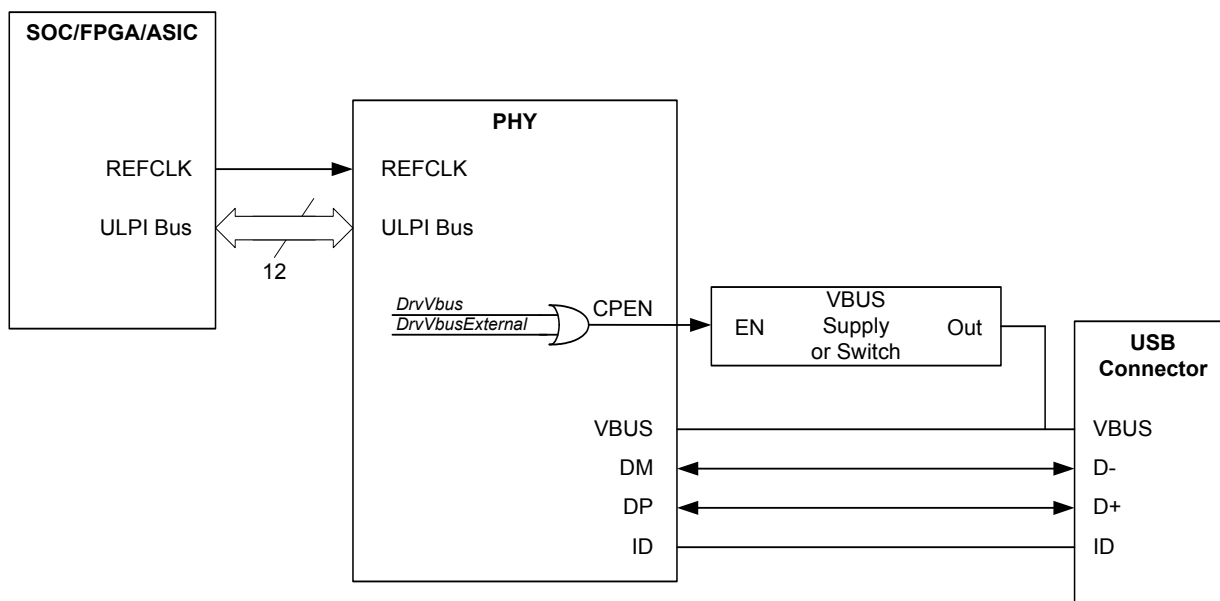 SOC/FPGA/ASIC
REFCLK
ULPI Bus
12
PHY
REFCLK
ULPI Bus
DrvVbus
DrvVbusExternal
CPEN
VBUS
DM
DP
ID
EN
VBUS
Supply
or Switch
Out
USB
Connector
VBUS
D-
D+
ID